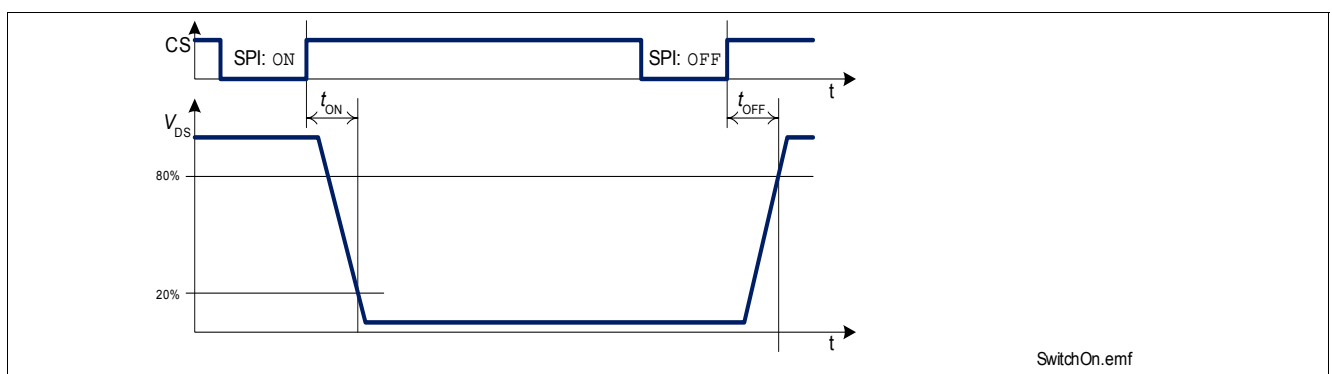 CS
SPI: ON
SPI: OFF
t
tON
tOFF
VDS
80%
20%
t
SwitchOn.emf